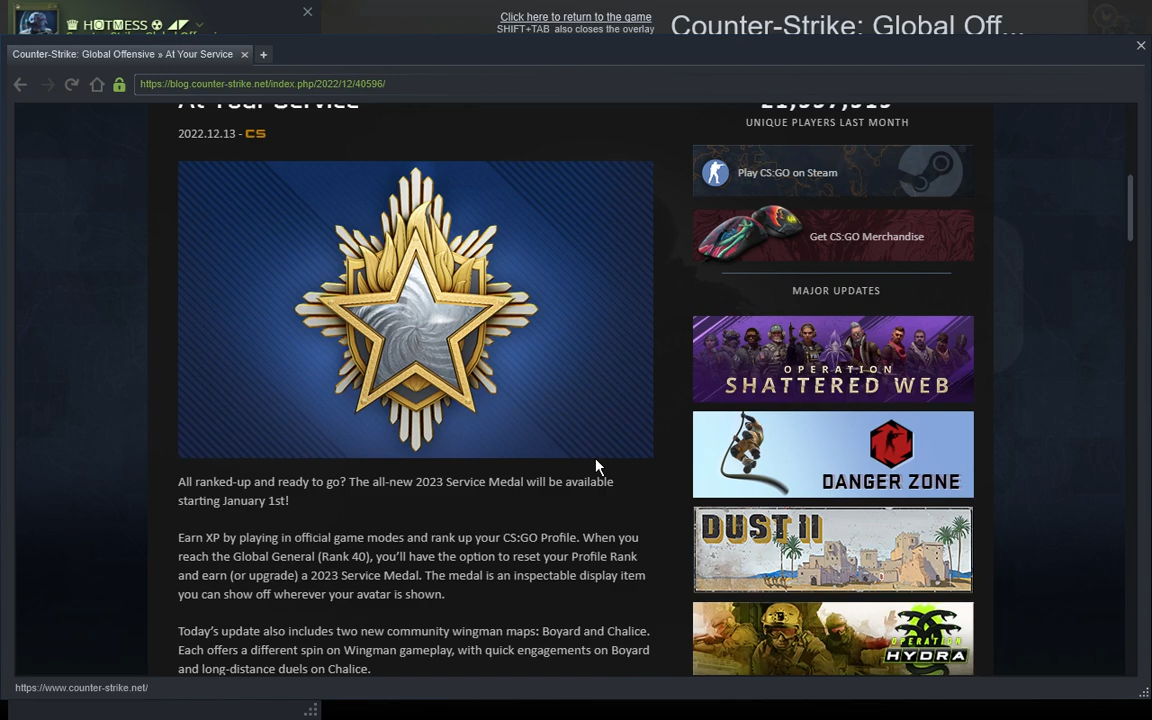 ♛ HOTMESS ☢ ◢◤
Click here to return to the game
SHIFT+TAB also closes the overlay
Counter-Strike: Global Off...
Counter-Strike: Global Offensive » At Your Service
https://blog.counter-strike.net/index.php/2022/12/40596/
At Your Service
2022.12.13 - CS
UNIQUE PLAYERS LAST MONTH
Play CS:GO on Steam
Get CS:GO Merchandise
MAJOR UPDATES
OPERATION
SHATTERED WEB
DANGER ZONE
DUST II
OPERATION
HYDRA
All ranked-up and ready to go? The all-new 2023 Service Medal will be available
starting January 1st!
Earn XP by playing in official game modes and rank up your CS:GO Profile. When you
reach the Global General (Rank 40), you'll have the option to reset your Profile Rank
and earn (or upgrade) a 2023 Service Medal. The medal is an inspectable display item
you can show off wherever your avatar is shown.
Today's update also includes two new community wingman maps: Boyard and Chalice.
Each offers a different spin on Wingman gameplay, with quick engagements on Boyard
and long-distance duels on Chalice.
https://www.counter-strike.net/